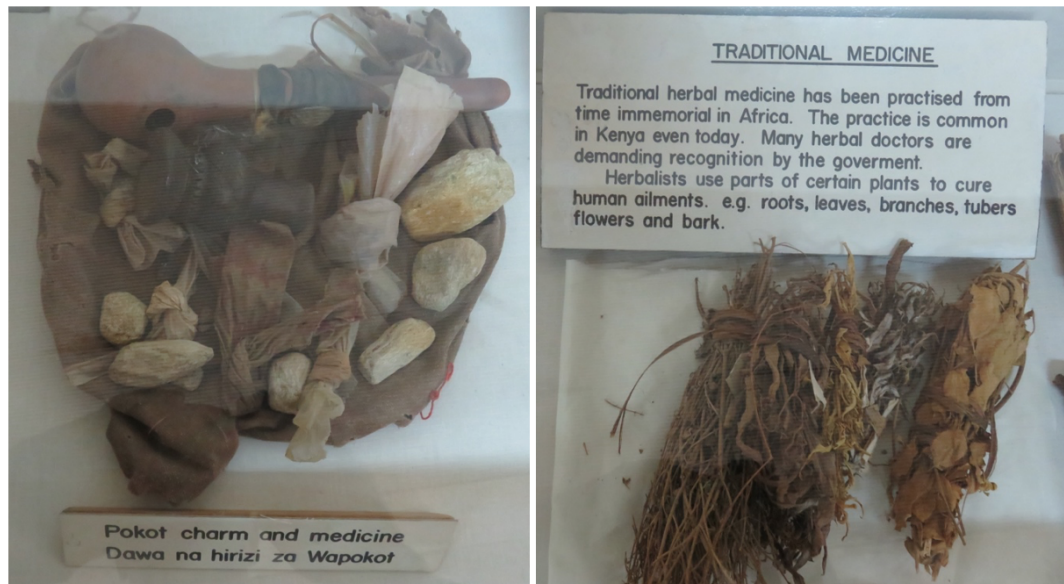 Pokot charm and medicine
Dawa na hirizi za Wapokot
TRADITIONAL MEDICINE
Traditional herbal medicine has been practised from
time immemorial in Africa. The practice is common
in Kenya even today. Many herbal doctors are
demanding recognition by the goverment.
Herbalists use parts of certain plants to cure
human ailments. e.g. roots, leaves, branches, tubers
flowers and bark.